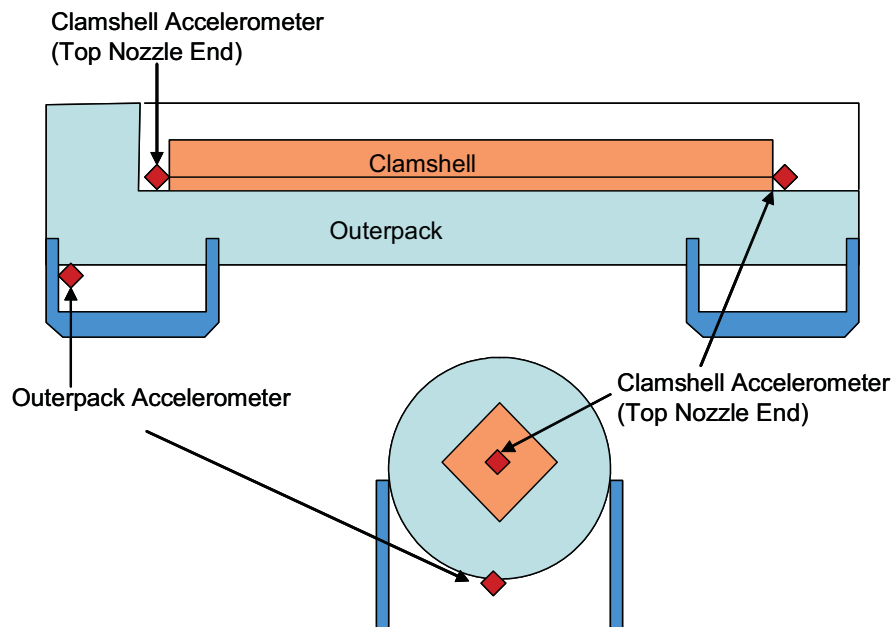 Clamshell Accelerometer
(Top Nozzle End)
Clamshell
Outerpack
Outerpack Accelerometer
Clamshell Accelerometer
(Top Nozzle End)